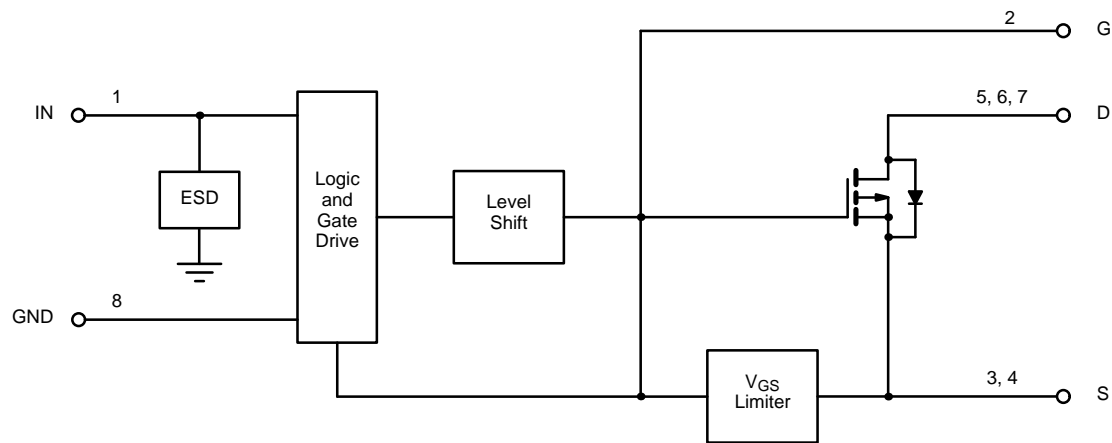 2
G
1
IN
5, 6, 7
D
ESD
Logic
and
Gate
Drive
Level
Shift
8
GND
VGS
Limiter
3, 4
S